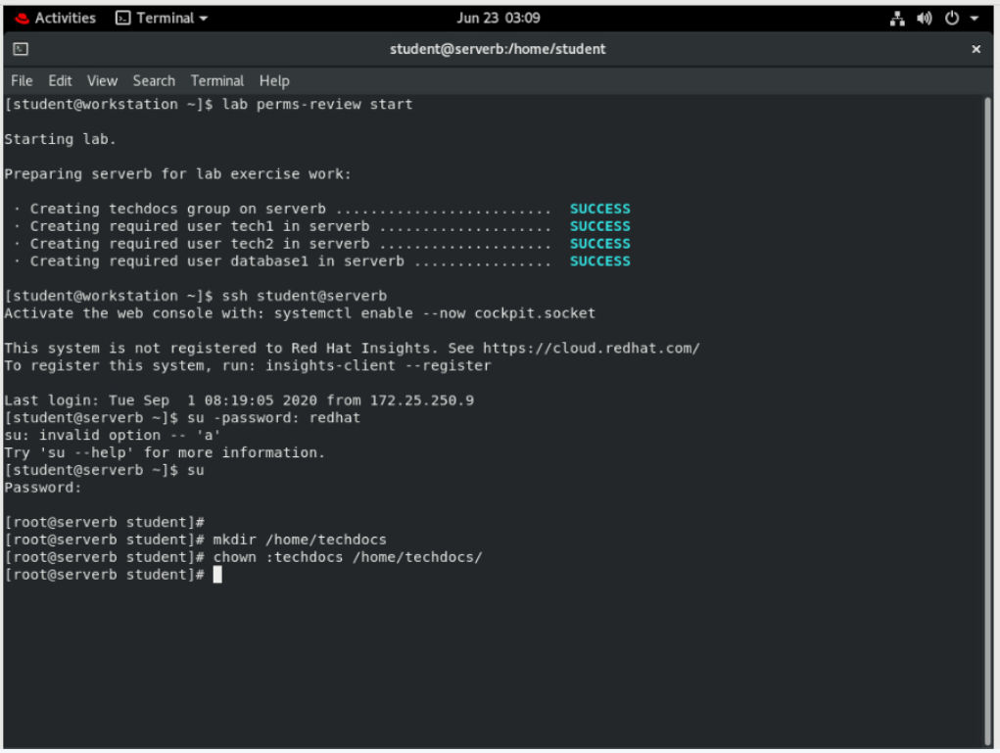 Activities Terminal Jun 23 03:09
student@serverb:/home/student ×
File Edit View Search Terminal Help
[student@workstation ~]$ lab perms-review start
Starting lab.
Preparing serverb for lab exercise work:
· Creating techdocs group on serverb ......................... SUCCESS
· Creating required user tech1 in serverb .................... SUCCESS
· Creating required user tech2 in serverb .................... SUCCESS
· Creating required user database1 in serverb ................ SUCCESS
[student@workstation ~]$ ssh student@serverb
Activate the web console with: systemctl enable --now cockpit.socket
This system is not registered to Red Hat Insights. See https://cloud.redhat.com/
To register this system, run: insights-client --register
Last login: Tue Sep  1 08:19:05 2020 from 172.25.250.9
[student@serverb ~]$ su -password: redhat
su: invalid option -- 'a'
Try 'su --help' for more information.
[student@serverb ~]$ su
Password:
[root@serverb student]#
[root@serverb student]# mkdir /home/techdocs
[root@serverb student]# chown :techdocs /home/techdocs/
[root@serverb student]#